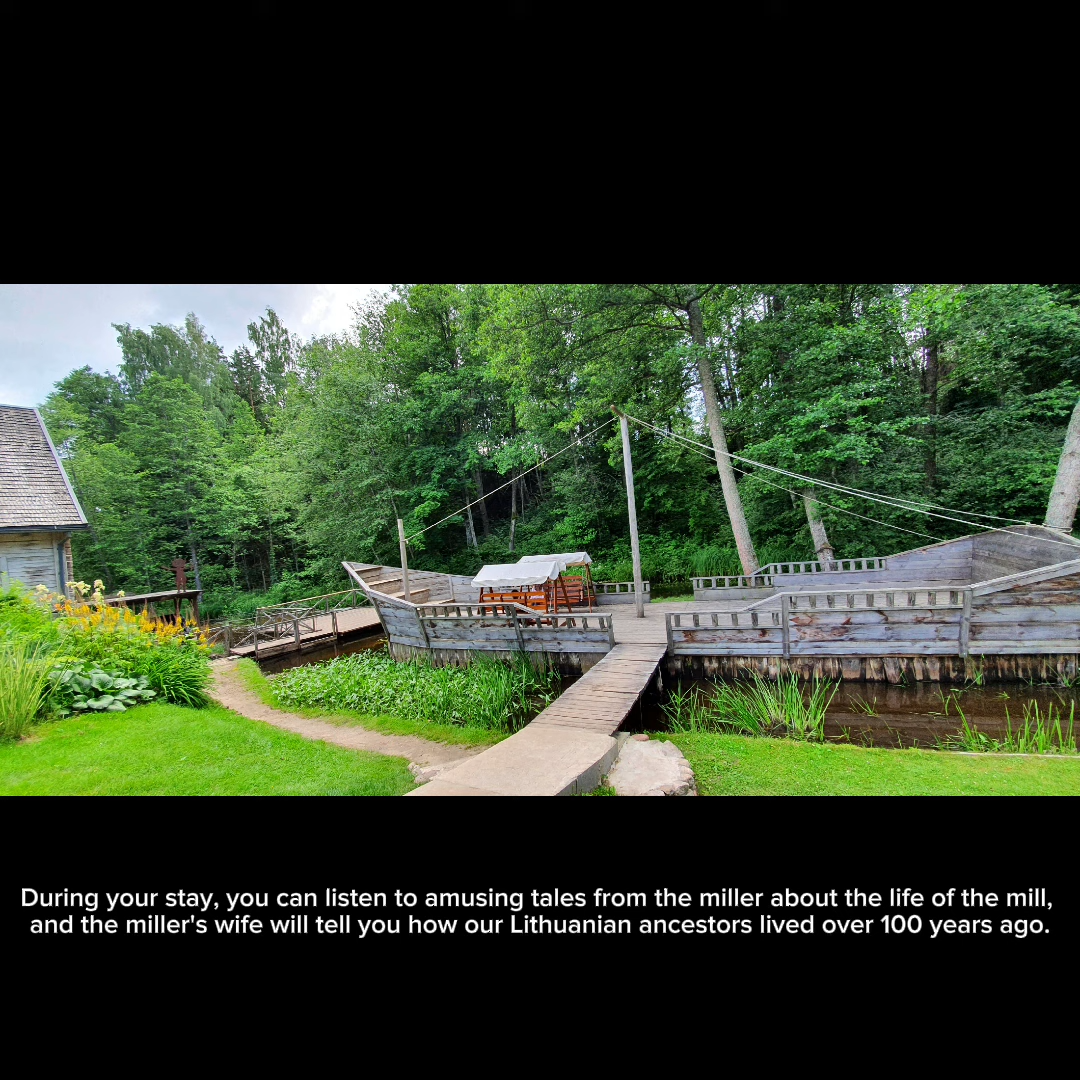 During your stay, you can listen to amusing tales from the miller about the life of the mill,
and the miller's wife will tell you how our Lithuanian ancestors lived over 100 years ago.